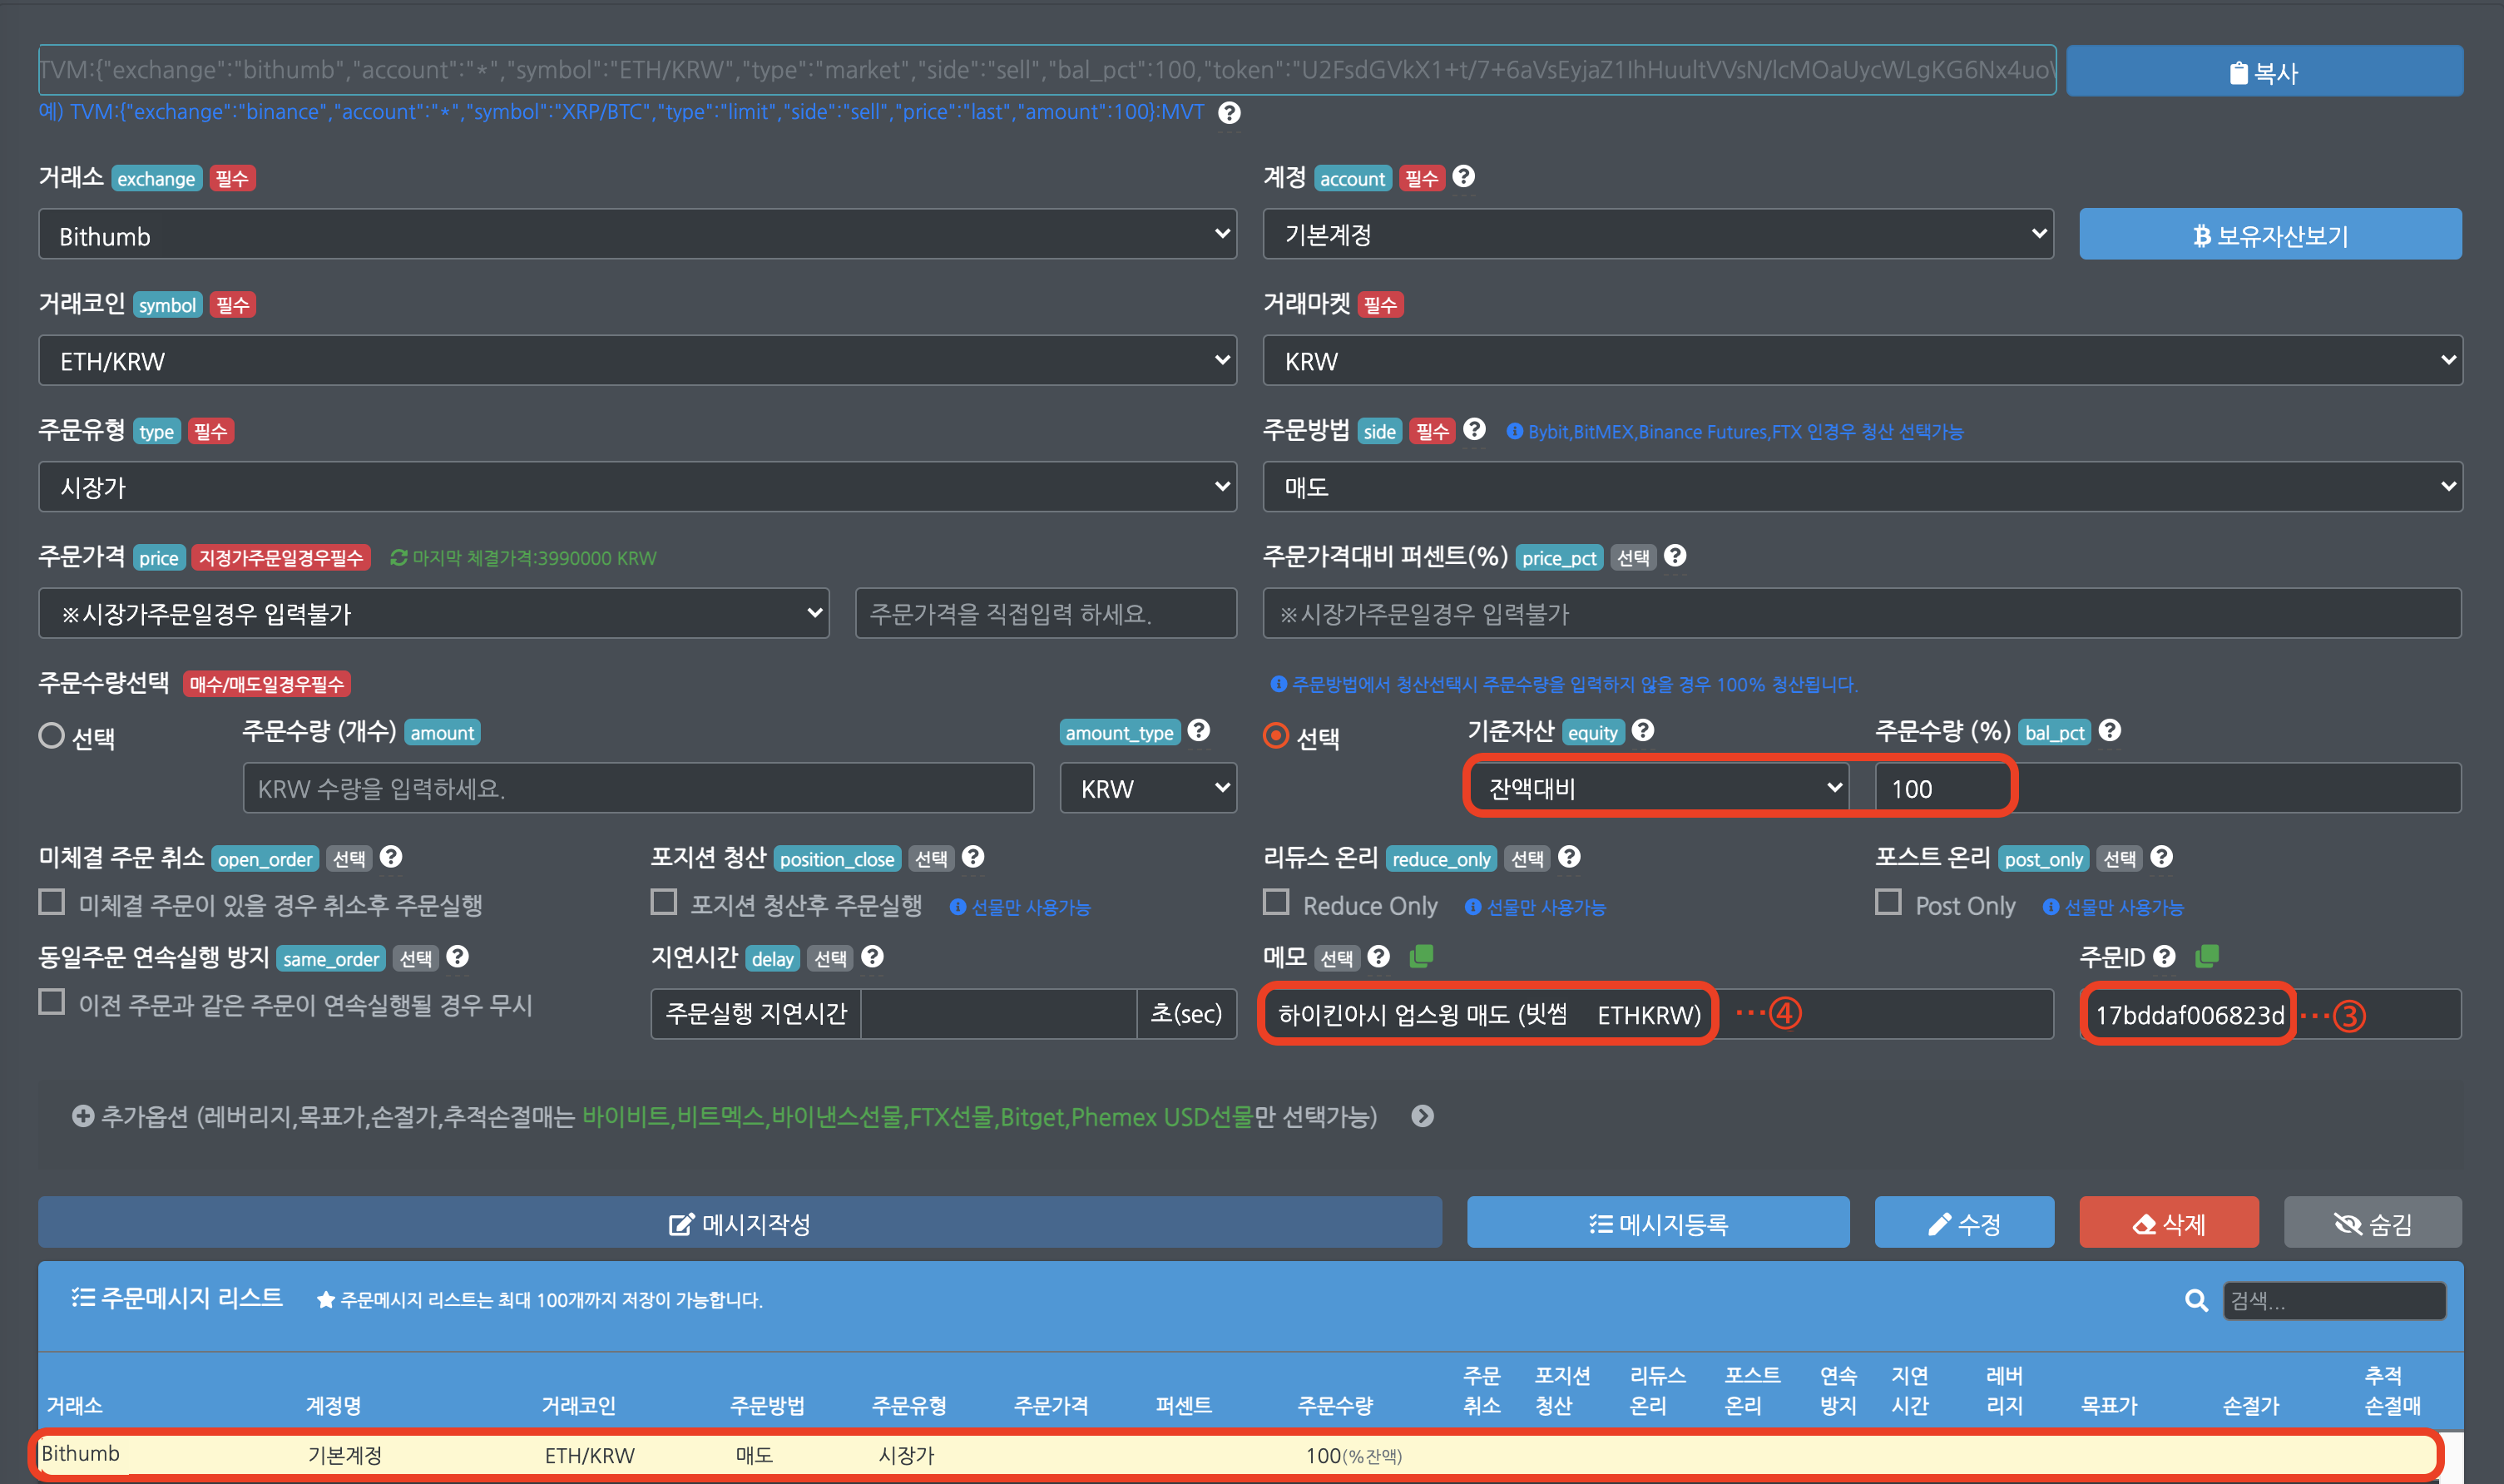 TVM:{"exchange":"bithumb","account":"*","symbol":"ETH/KRW","type":"market","side":"sell","bal_pct":100,"token":"U2FsdGVkX1+t/7+6aVsEyjaZ1IhHuultVVsN/lcMOaUycWLgKG6Nx4uoV
복사
예) TVM:{"exchange":"binance","account":"*","symbol":"XRP/BTC","type":"limit","side":"sell","price":"last","amount":100}:MVT ?
거래소 exchange 필수
계정 account 필수 ?
Bithumb
기본계정
보유자산보기
거래코인 symbol 필수
거래마켓 필수
ETH/KRW
KRW
주문유형 type 필수
주문방법 side 필수 ? Bybit,BitMEX,Binance Futures,FTX 인경우 청산 선택가능
시장가
매도
주문가격 price 지정가주문일경우필수 마지막 체결가격:3990000 KRW
주문가격대비 퍼센트(%) price_pct 선택 ?
※시장가주문일경우 입력불가
주문가격을 직접입력 하세요.
※시장가주문일경우 입력불가
주문수량선택 매수/매도일경우필수
주문방법에서 청산선택시 주문수량을 입력하지 않을 경우 100% 청산됩니다.
선택
주문수량 (개수) amount
amount_type ?
선택
기준자산 equity ?
주문수량 (%) bal_pct ?
KRW 수량을 입력하세요.
KRW
잔액대비
100
미체결 주문 취소 open_order 선택 ?
포지션 청산 position_close 선택 ?
리듀스 온리 reduce_only 선택 ?
포스트 온리 post_only 선택 ?
미체결 주문이 있을 경우 취소후 주문실행
포지션 청산후 주문실행 선물만 사용가능
Reduce Only 선물만 사용가능
Post Only 선물만 사용가능
동일주문 연속실행 방지 same_order 선택 ?
지연시간 delay 선택 ?
메모 선택 ?
주문ID ?
이전 주문과 같은 주문이 연속실행될 경우 무시
주문실행 지연시간
초(sec)
하이킨아시 업스윙 매도 (빗썸 ETHKRW) ···④
17bddaf006823d ···③
추가옵션 (레버리지,목표가,손절가,추적손절매는 바이비트,비트멕스,바이낸스선물,FTX선물,Bitget,Phemex USD선물만 선택가능)
메시지작성
메시지등록
수정
삭제
숨김
주문메시지 리스트 ★ 주문메시지 리스트는 최대 100개까지 저장이 가능합니다.
검색...
거래소 계정명 거래코인 주문방법 주문유형 주문가격 퍼센트 주문수량 주문취소 포지션청산 리듀스온리 포스트온리 연속방지 지연시간 레버리지 목표가 손절가 추적손절매
Bithumb 기본계정 ETH/KRW 매도 시장가 100(%잔액)